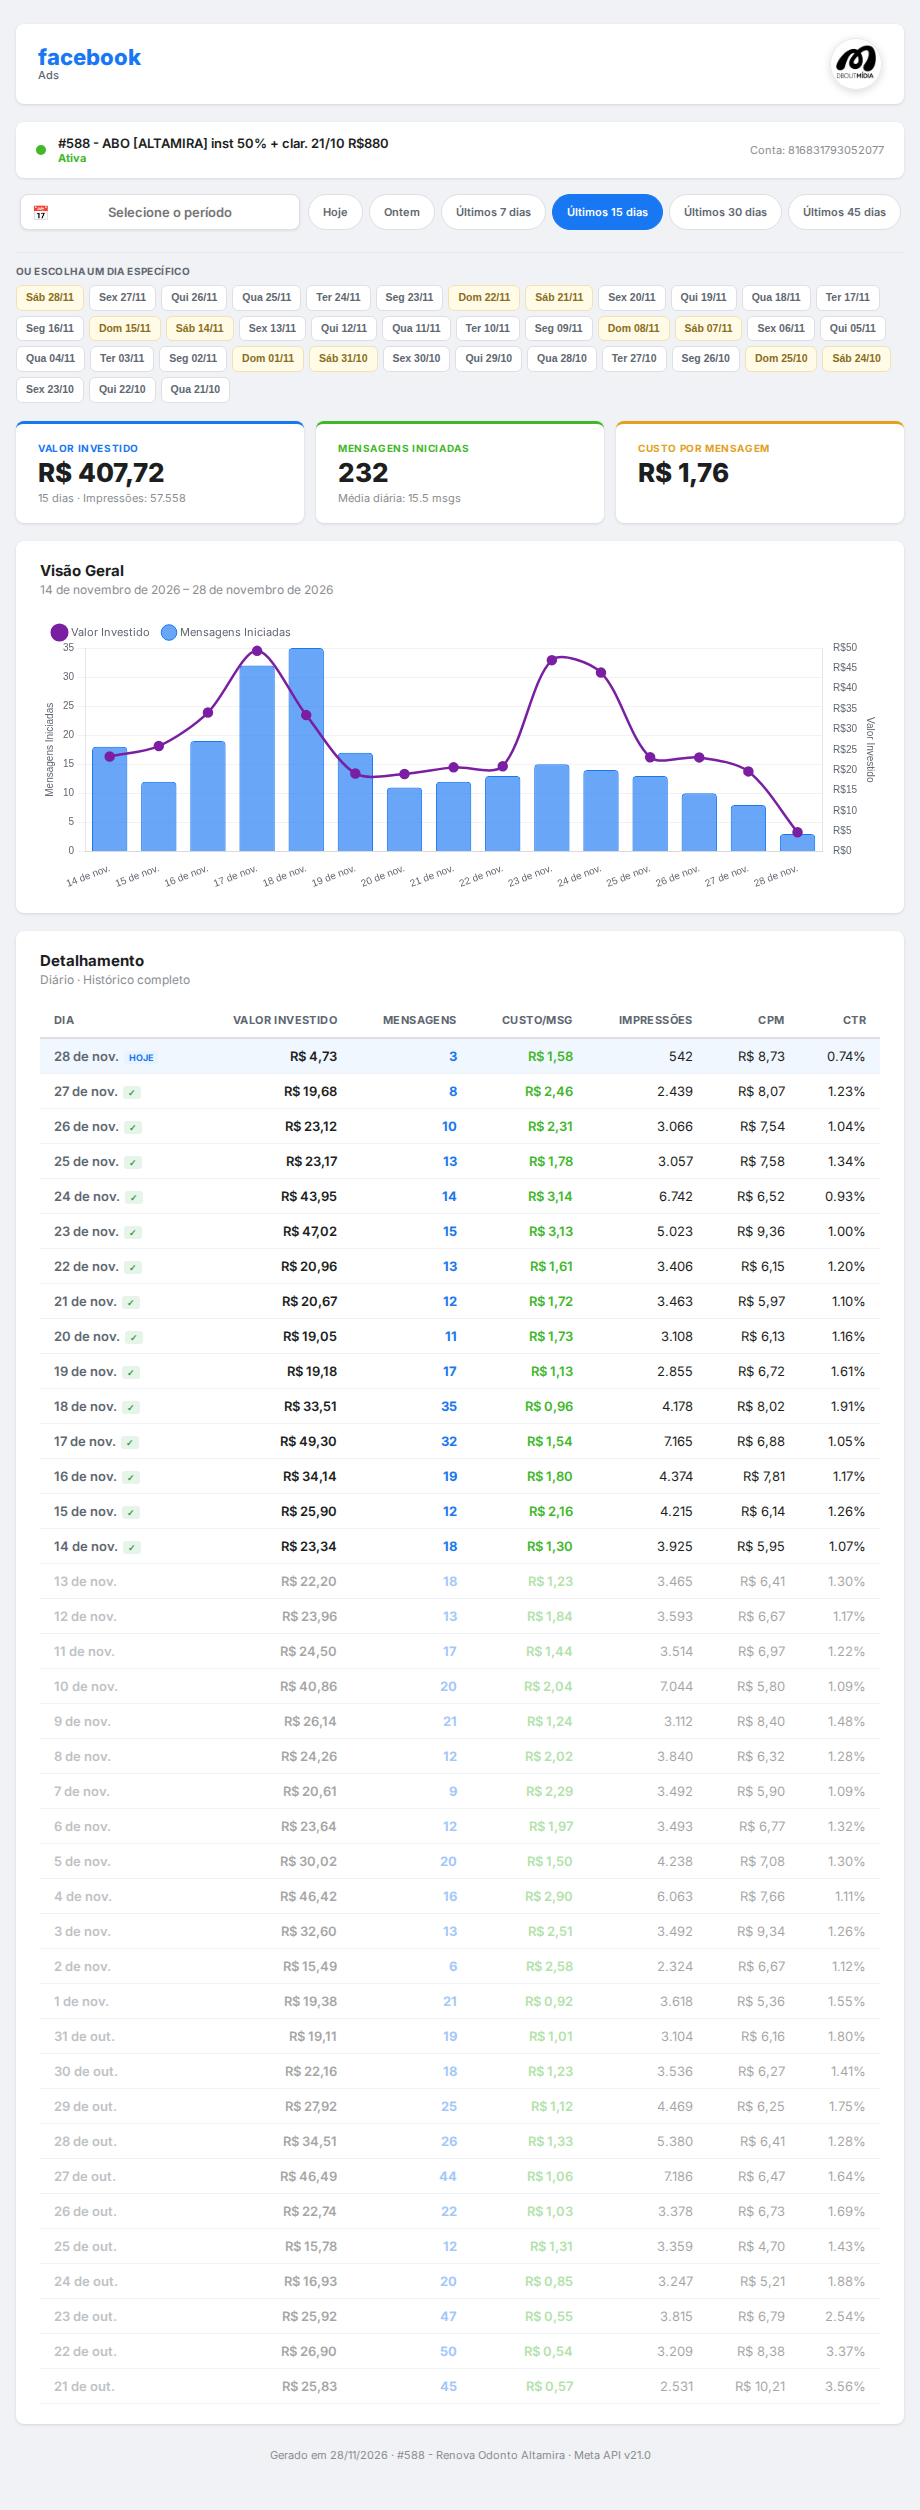 facebook
Ads
DBOUTMÍDIA
#588 - ABO [ALTAMIRA] inst 50% + clar. 21/10 R$880
Ativa
Conta: 816831793052077
Selecione o período Hoje Ontem Últimos 7 dias Últimos 15 dias Últimos 30 dias Últimos 45 dias
OU ESCOLHA UM DIA ESPECÍFICO
Sáb 28/11 Sex 27/11 Qui 26/11 Qua 25/11 Ter 24/11 Seg 23/11 Dom 22/11 Sáb 21/11 Sex 20/11 Qui 19/11 Qua 18/11 Ter 17/11
Seg 16/11 Dom 15/11 Sáb 14/11 Sex 13/11 Qui 12/11 Qua 11/11 Ter 10/11 Seg 09/11 Dom 08/11 Sáb 07/11 Sex 06/11 Qui 05/11
Qua 04/11 Ter 03/11 Seg 02/11 Dom 01/11 Sáb 31/10 Sex 30/10 Qui 29/10 Qua 28/10 Ter 27/10 Seg 26/10 Dom 25/10 Sáb 24/10
Sex 23/10 Qui 22/10 Qua 21/10
VALOR INVESTIDO
R$ 407,72
15 dias · Impressões: 57.558
MENSAGENS INICIADAS
232
Média diária: 15.5 msgs
CUSTO POR MENSAGEM
R$ 1,76
Visão Geral
14 de novembro de 2026 – 28 de novembro de 2026
Valor Investido Mensagens Iniciadas
Mensagens Iniciadas
35
30
25
20
15
10
5
0
R$50
R$45
R$40
R$35
R$30
R$25
R$20
R$15
R$10
R$5
R$0
Valor Investido
14 de nov. 15 de nov. 16 de nov. 17 de nov. 18 de nov. 19 de nov. 20 de nov. 21 de nov. 22 de nov. 23 de nov. 24 de nov. 25 de nov. 26 de nov. 27 de nov. 28 de nov.
Detalhamento
Diário · Histórico completo
DIA VALOR INVESTIDO MENSAGENS CUSTO/MSG IMPRESSÕES CPM CTR
28 de nov. HOJE R$ 4,73 3 R$ 1,58 542 R$ 8,73 0.74%
27 de nov. ✓ R$ 19,68 8 R$ 2,46 2.439 R$ 8,07 1.23%
26 de nov. ✓ R$ 23,12 10 R$ 2,31 3.066 R$ 7,54 1.04%
25 de nov. ✓ R$ 23,17 13 R$ 1,78 3.057 R$ 7,58 1.34%
24 de nov. ✓ R$ 43,95 14 R$ 3,14 6.742 R$ 6,52 0.93%
23 de nov. ✓ R$ 47,02 15 R$ 3,13 5.023 R$ 9,36 1.00%
22 de nov. ✓ R$ 20,96 13 R$ 1,61 3.406 R$ 6,15 1.20%
21 de nov. ✓ R$ 20,67 12 R$ 1,72 3.463 R$ 5,97 1.10%
20 de nov. ✓ R$ 19,05 11 R$ 1,73 3.108 R$ 6,13 1.16%
19 de nov. ✓ R$ 19,18 17 R$ 1,13 2.855 R$ 6,72 1.61%
18 de nov. ✓ R$ 33,51 35 R$ 0,96 4.178 R$ 8,02 1.91%
17 de nov. ✓ R$ 49,30 32 R$ 1,54 7.165 R$ 6,88 1.05%
16 de nov. ✓ R$ 34,14 19 R$ 1,80 4.374 R$ 7,81 1.17%
15 de nov. ✓ R$ 25,90 12 R$ 2,16 4.215 R$ 6,14 1.26%
14 de nov. ✓ R$ 23,34 18 R$ 1,30 3.925 R$ 5,95 1.07%
13 de nov. R$ 22,20 18 R$ 1,23 3.465 R$ 6,41 1.30%
12 de nov. R$ 23,96 13 R$ 1,84 3.593 R$ 6,67 1.17%
11 de nov. R$ 24,50 17 R$ 1,44 3.514 R$ 6,97 1.22%
10 de nov. R$ 40,86 20 R$ 2,04 7.044 R$ 5,80 1.09%
9 de nov. R$ 26,14 21 R$ 1,24 3.112 R$ 8,40 1.48%
8 de nov. R$ 24,26 12 R$ 2,02 3.840 R$ 6,32 1.28%
7 de nov. R$ 20,61 9 R$ 2,29 3.492 R$ 5,90 1.09%
6 de nov. R$ 23,64 12 R$ 1,97 3.493 R$ 6,77 1.32%
5 de nov. R$ 30,02 20 R$ 1,50 4.238 R$ 7,08 1.30%
4 de nov. R$ 46,42 16 R$ 2,90 6.063 R$ 7,66 1.11%
3 de nov. R$ 32,60 13 R$ 2,51 3.492 R$ 9,34 1.26%
2 de nov. R$ 15,49 6 R$ 2,58 2.324 R$ 6,67 1.12%
1 de nov. R$ 19,38 21 R$ 0,92 3.618 R$ 5,36 1.55%
31 de out. R$ 19,11 19 R$ 1,01 3.104 R$ 6,16 1.80%
30 de out. R$ 22,16 18 R$ 1,23 3.536 R$ 6,27 1.41%
29 de out. R$ 27,92 25 R$ 1,12 4.469 R$ 6,25 1.75%
28 de out. R$ 34,51 26 R$ 1,33 5.380 R$ 6,41 1.28%
27 de out. R$ 46,49 44 R$ 1,06 7.186 R$ 6,47 1.64%
26 de out. R$ 22,74 22 R$ 1,03 3.378 R$ 6,73 1.69%
25 de out. R$ 15,78 12 R$ 1,31 3.359 R$ 4,70 1.43%
24 de out. R$ 16,93 20 R$ 0,85 3.247 R$ 5,21 1.88%
23 de out. R$ 25,92 47 R$ 0,55 3.815 R$ 6,79 2.54%
22 de out. R$ 26,90 50 R$ 0,54 3.209 R$ 8,38 3.37%
21 de out. R$ 25,83 45 R$ 0,57 2.531 R$ 10,21 3.56%
Gerado em 28/11/2026 · #588 - Renova Odonto Altamira · Meta API v21.0